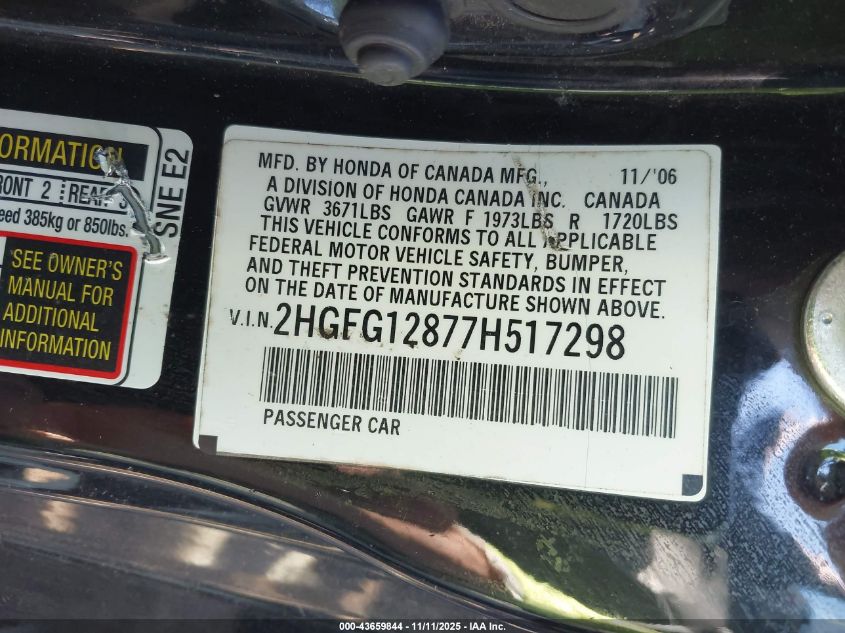 ORMATION
RONT 2 REAR
eed 385kg or 850lbs.
SNE E2
SEE OWNER'S
MANUAL FOR
ADDITIONAL
INFORMATION
MFD. BY HONDA OF CANADA MFG., 11/'06
A DIVISION OF HONDA CANADA INC. CANADA
GVWR 3671LBS GAWR F 1973LBS R 1720LBS
THIS VEHICLE CONFORMS TO ALL APPLICABLE
FEDERAL MOTOR VEHICLE SAFETY, BUMPER,
AND THEFT PREVENTION STANDARDS IN EFFECT
ON THE DATE OF MANUFACTURE SHOWN ABOVE.
V.I.N. 2HGFG12877H517298
PASSENGER CAR
000-43659844 - 11/11/2025 - IAA Inc.